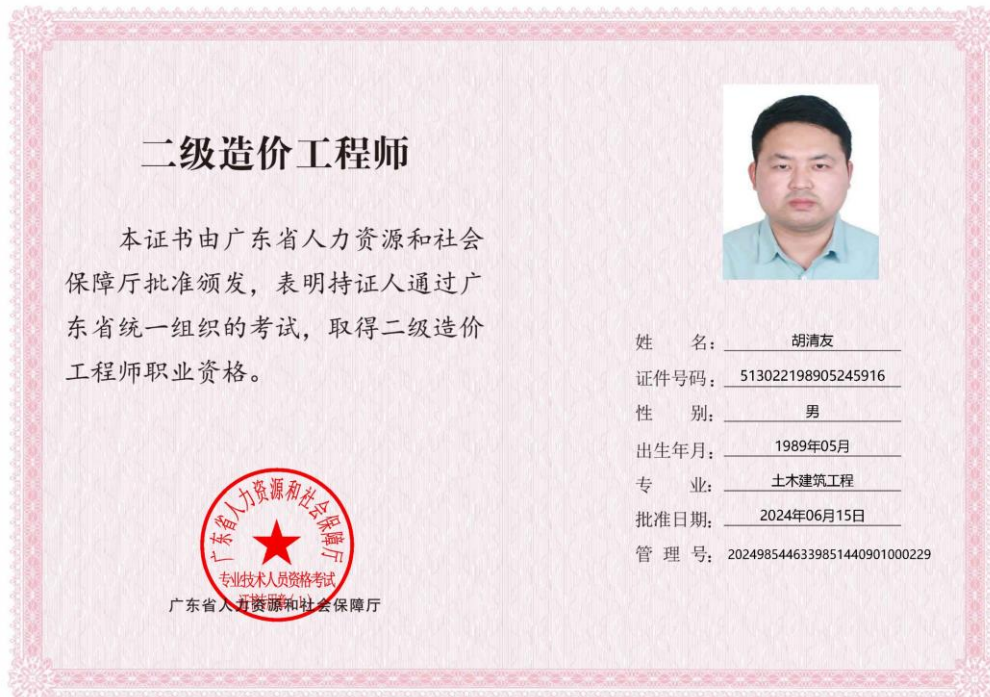 二级造价工程师
本证书由广东省人力资源和社会
保障厅批准颁发，表明持证人通过广
东省统一组织的考试，取得二级造价
工程师职业资格。
广东省人力资源和社会保障厅
专业技术人员资格考试
广东省人力资源和社会保障厅
姓 名：胡清友
证件号码：513022198905245916
性 别：男
出生年月：1989年05月
专 业：土木建筑工程
批准日期：2024年06月15日
管 理 号：2024985446339851440901000229